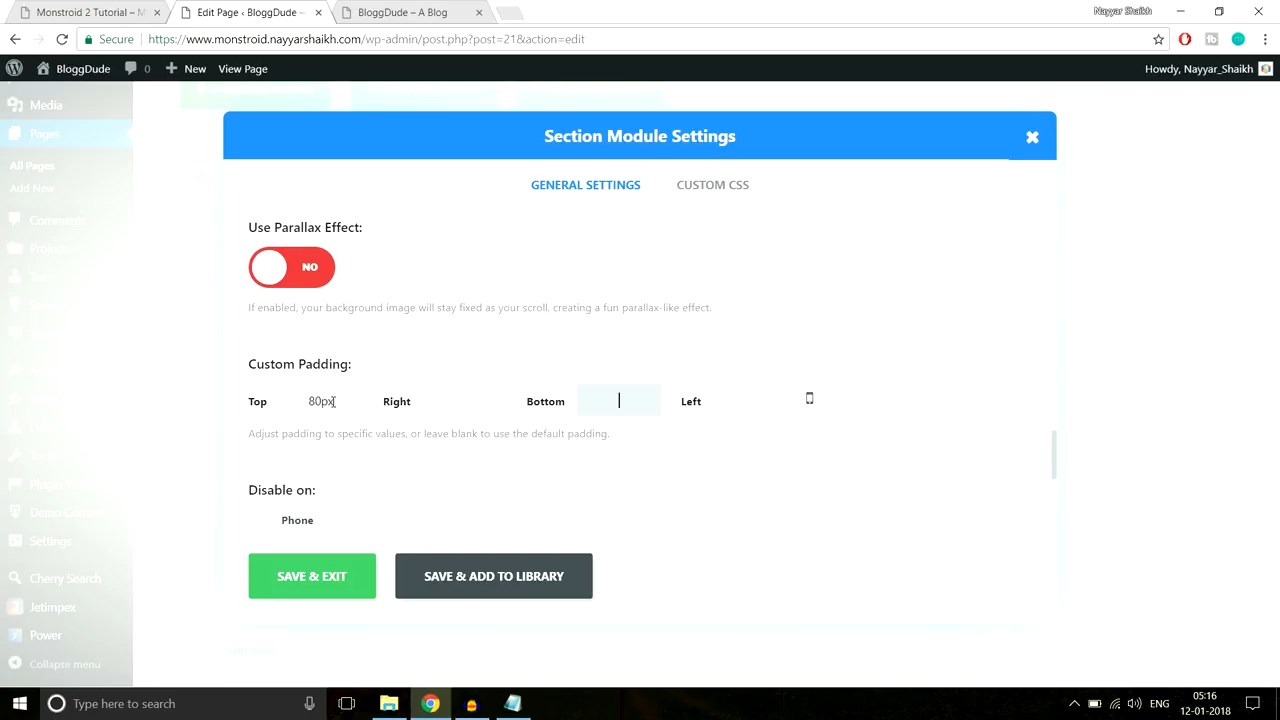 Monstroid 2 Tutorial – M
Edit Page ‹ BloggDude —
BloggDude – A Blog
Nayyar Shaikh
Secure
https://www.monstroid.nayyarshaikh.com/wp-admin/post.php?post=21&action=edit
BloggDude
0
New
View Page
Howdy, Nayyar_Shaikh
Media
Pages
All Pages
Add New
Comments
Projects
Settings
Cherry Search
Jetimpex
Power
Collapse menu
Section Module Settings
GENERAL SETTINGS
CUSTOM CSS
Use Parallax Effect:
NO
If enabled, your background image will stay fixed as your scroll, creating a fun parallax-like effect.
Custom Padding:
Top 80px Right Bottom Left
Adjust padding to specific values, or leave blank to use the default padding.
Disable on:
Phone
SAVE & EXIT
SAVE & ADD TO LIBRARY
Type here to search
ENG
05:16
12-01-2018